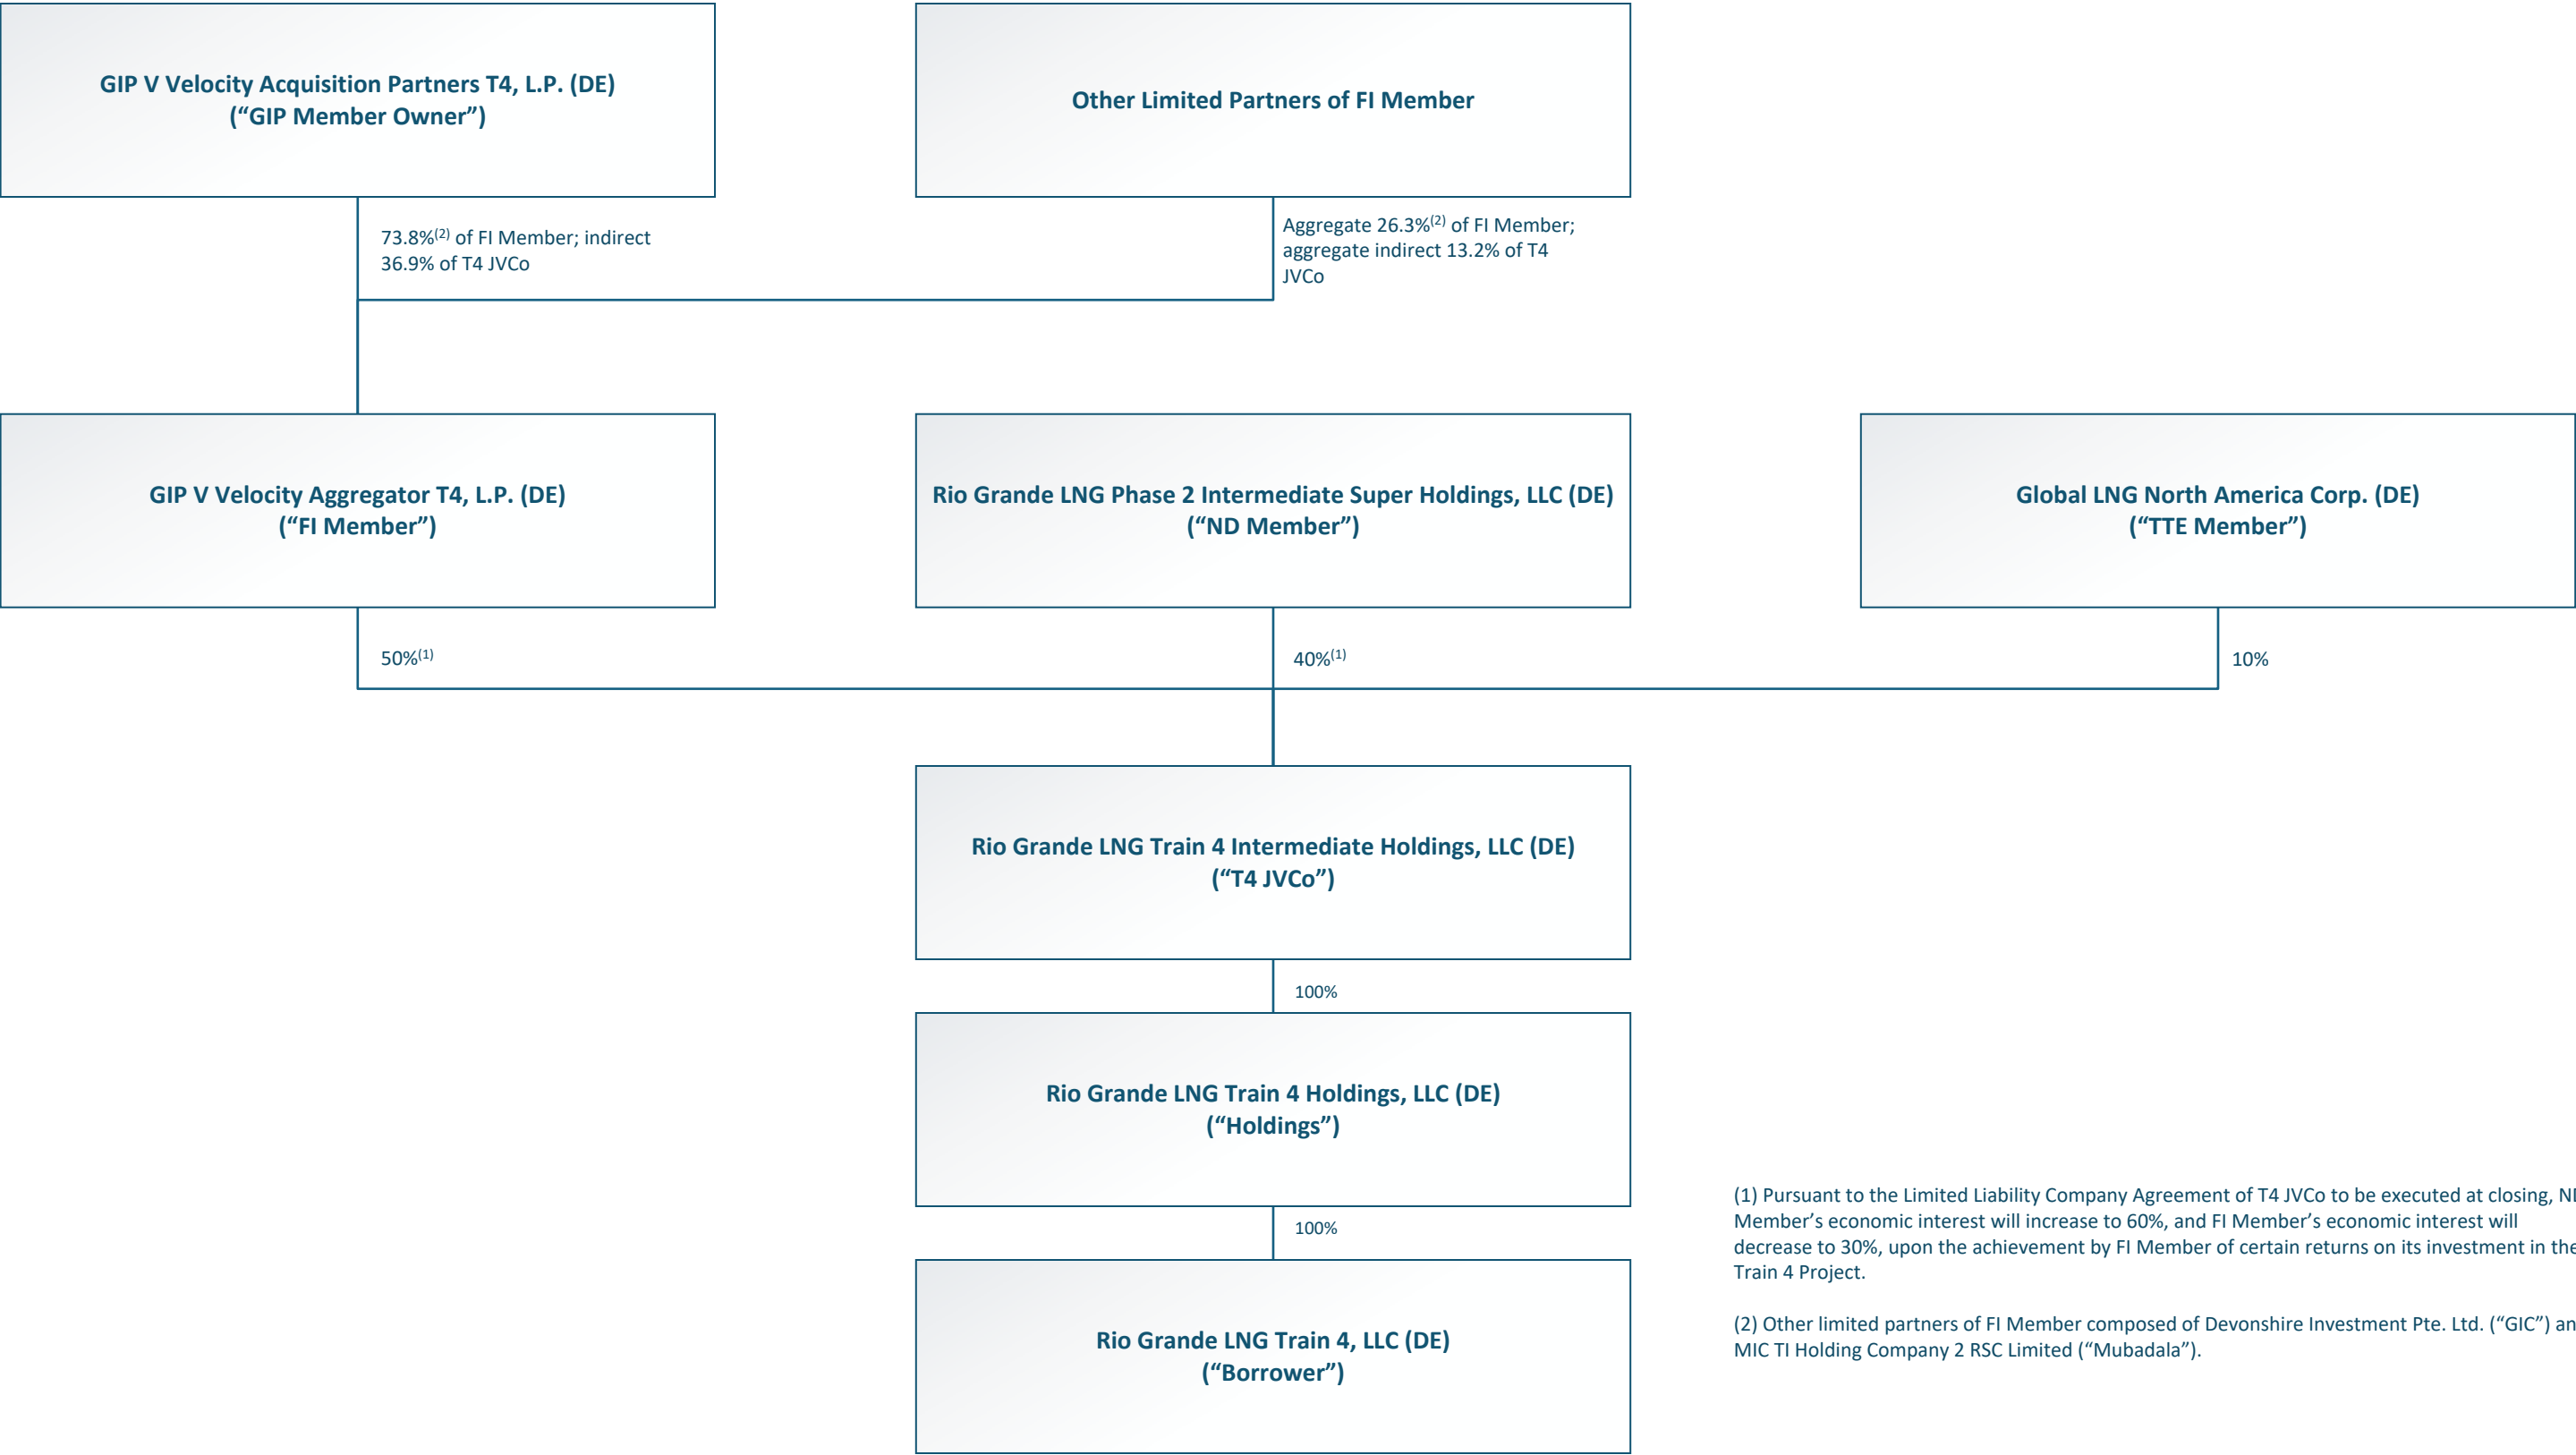 GIP V Velocity Acquisition Partners T4, L.P. (DE)
(“GIP Member Owner”)
Other Limited Partners of FI Member
73.8%(2) of FI Member; indirect
36.9% of T4 JVCo
Aggregate 26.3%(2) of FI Member;
aggregate indirect 13.2% of T4
JVCo
GIP V Velocity Aggregator T4, L.P. (DE)
(“FI Member”)
Rio Grande LNG Phase 2 Intermediate Super Holdings, LLC (DE)
(“ND Member”)
Global LNG North America Corp. (DE)
(“TTE Member”)
50%(1)
40%(1)
10%
Rio Grande LNG Train 4 Intermediate Holdings, LLC (DE)
(“T4 JVCo”)
100%
Rio Grande LNG Train 4 Holdings, LLC (DE)
(“Holdings”)
100%
Rio Grande LNG Train 4, LLC (DE)
(“Borrower”)
(1) Pursuant to the Limited Liability Company Agreement of T4 JVCo to be executed at closing,
Member’s economic interest will increase to 60%, and FI Member’s economic interest will
decrease to 30%, upon the achievement by FI Member of certain returns on its investment in the
Train 4 Project.
(2) Other limited partners of FI Member composed of Devonshire Investment Pte. Ltd. (“GIC”)
MIC TI Holding Company 2 RSC Limited (“Mubadala”).